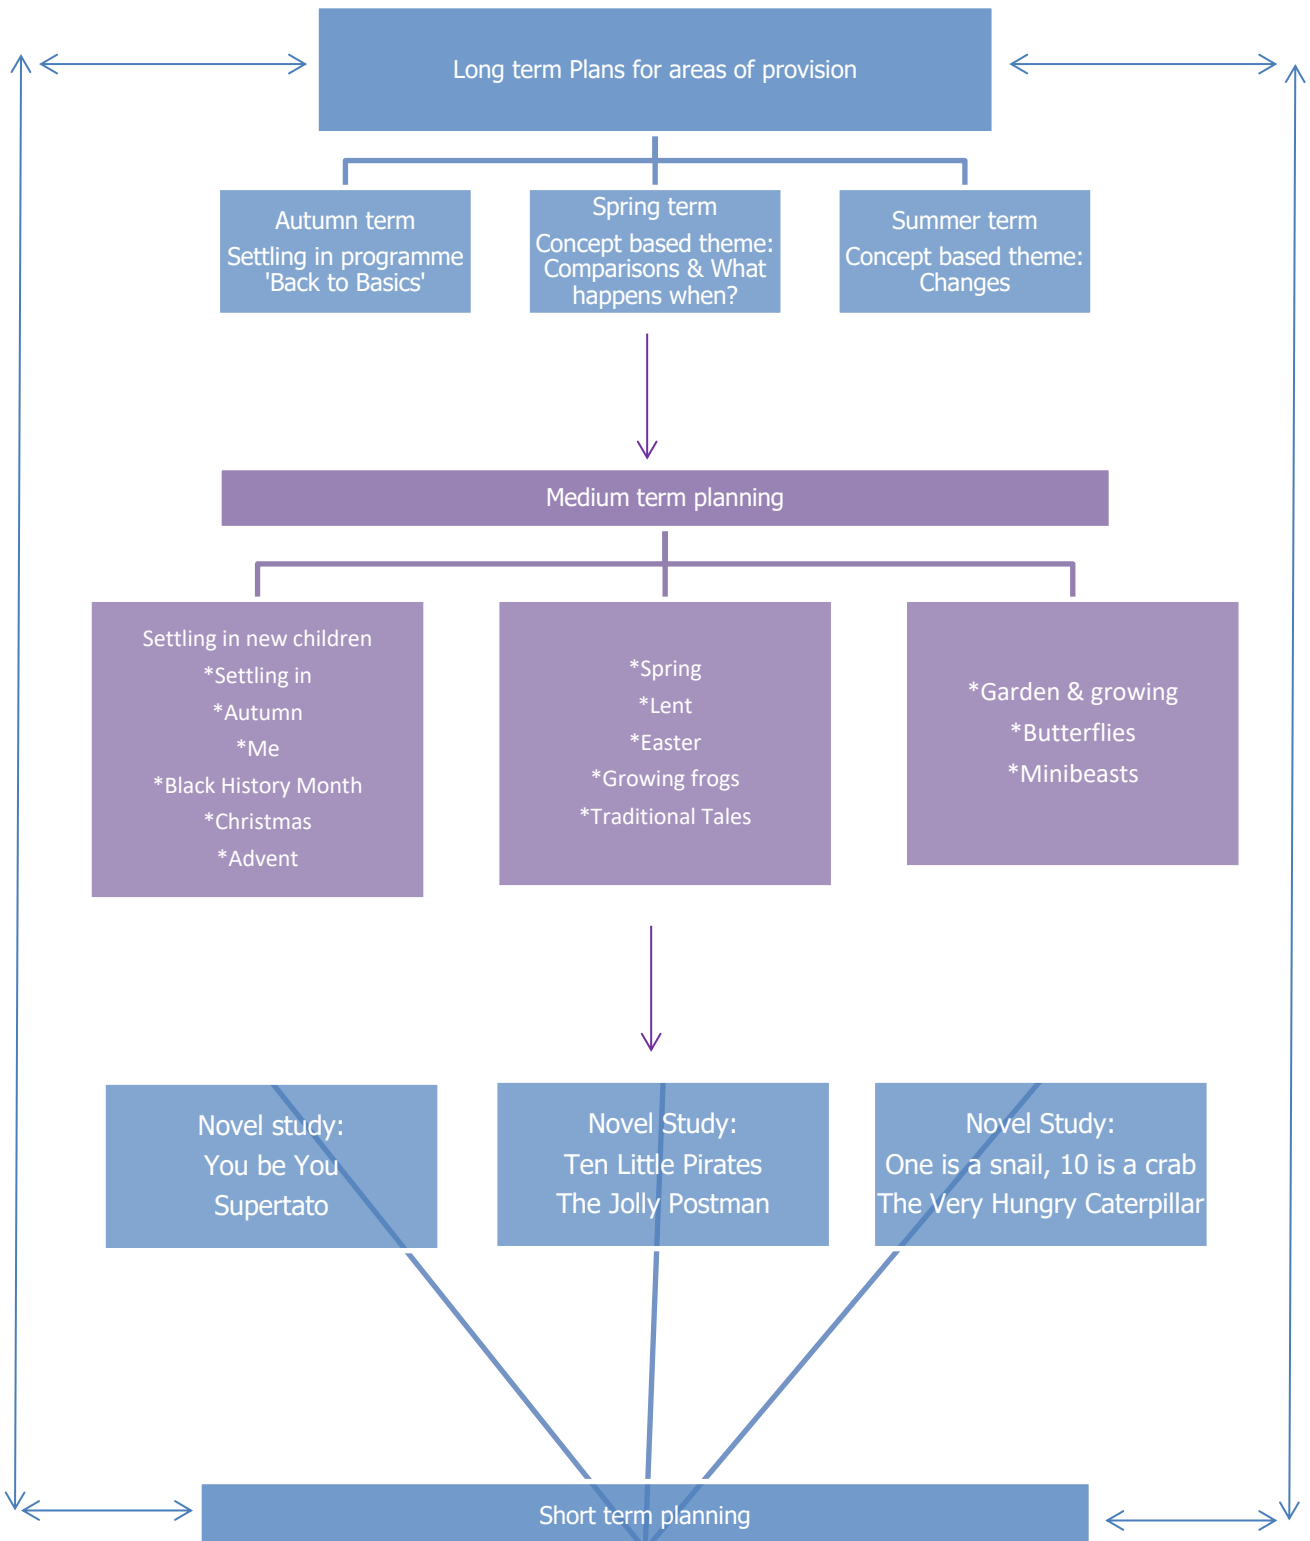 Long term Plans for areas of provision
Autumn term
Settling in programme
'Back to Basics'
Spring term
Concept based theme:
Comparisons & What
happens when?
Summer term
Concept based theme:
Changes
Medium term planning
Settling in new children
*Settling in
*Autumn
*Me
*Black History Month
*Christmas
*Advent
*Spring
*Lent
*Easter
*Growing frogs
*Traditional Tales
*Garden & growing
*Butterflies
*Minibeasts
Novel study:
You be You
Supertato
Novel Study:
Ten Little Pirates
The Jolly Postman
Novel Study:
One is a snail, 10 is a crab
The Very Hungry Caterpillar
Short term planning